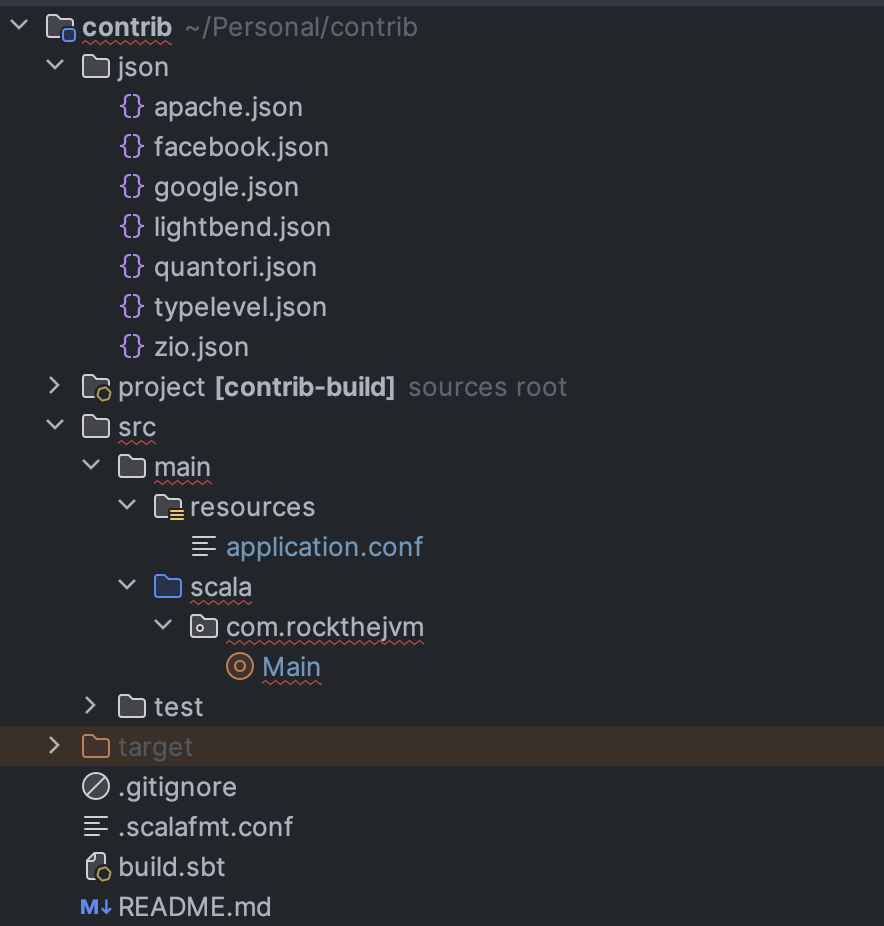 contrib ~/Personal/contrib
json
{} apache.json
{} facebook.json
{} google.json
{} lightbend.json
{} quantori.json
{} typelevel.json
{} zio.json
project [contrib-build] sources root
src
main
resources
application.conf
scala
com.rockthejvm
Main
test
target
.gitignore
.scalafmt.conf
build.sbt
M↓ README.md